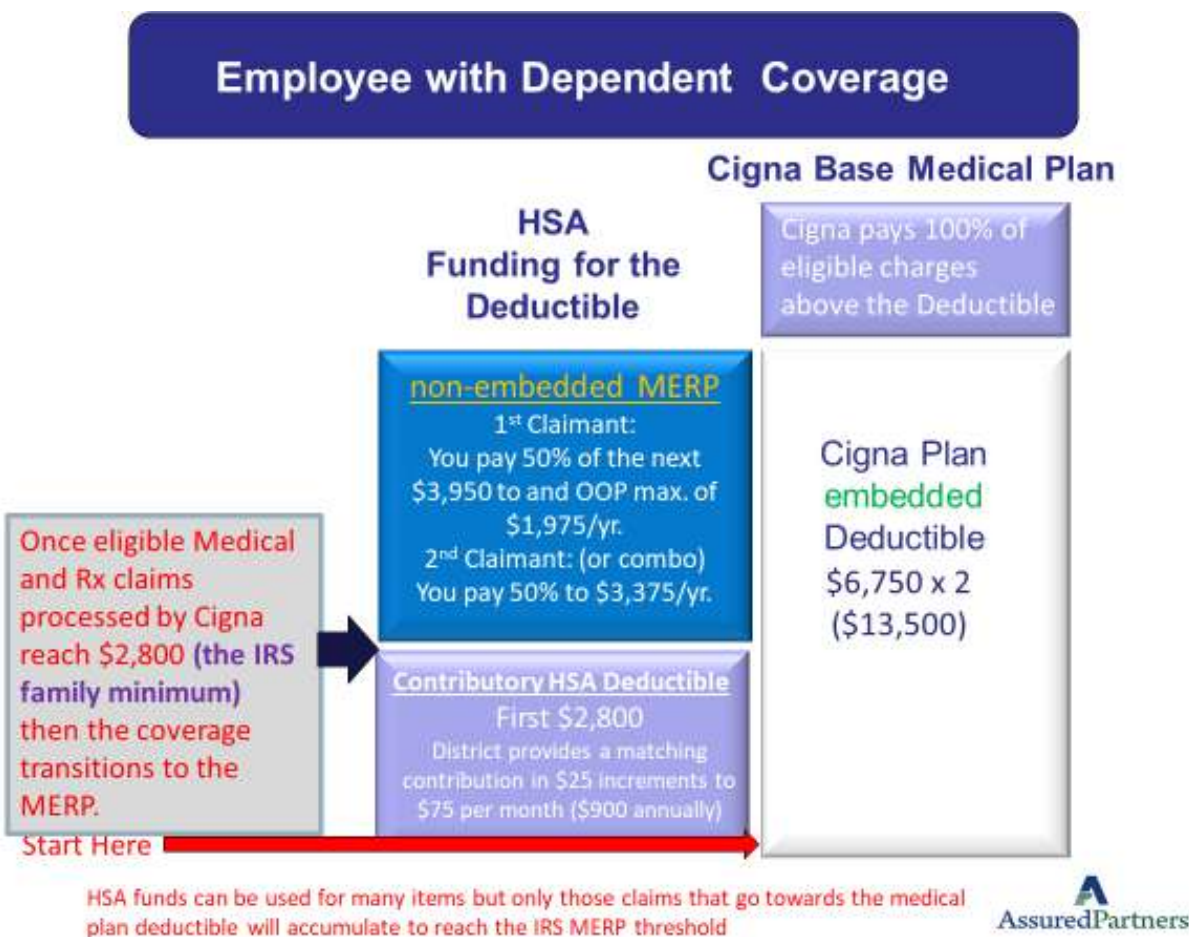 Employee with Dependent Coverage
Cigna Base Medical Plan
HSA
Funding for the
Deductible
Cigna pays 100% of
eligible charges
above the Deductible
non-embedded MERP
1st Claimant:
You pay 50% of the next
$3,950 to and OOP max. of
$1,975/yr.
2nd Claimant: (or combo)
You pay 50% to $3,375/yr.
Cigna Plan
embedded
Deductible
$6,750 x 2
($13,500)
Once eligible Medical
and Rx claims
processed by Cigna
reach $2,800 (the IRS
family minimum)
then the coverage
transitions to the
MERP.
Contributory HSA Deductible
First $2,800
District provides a matching
contribution in $25 increments to
$75 per month ($900 annually)
Start Here
HSA funds can be used for many items but only those claims that go towards the medical
plan deductible will accumulate to reach the IRS MERP threshold
AssuredPartners